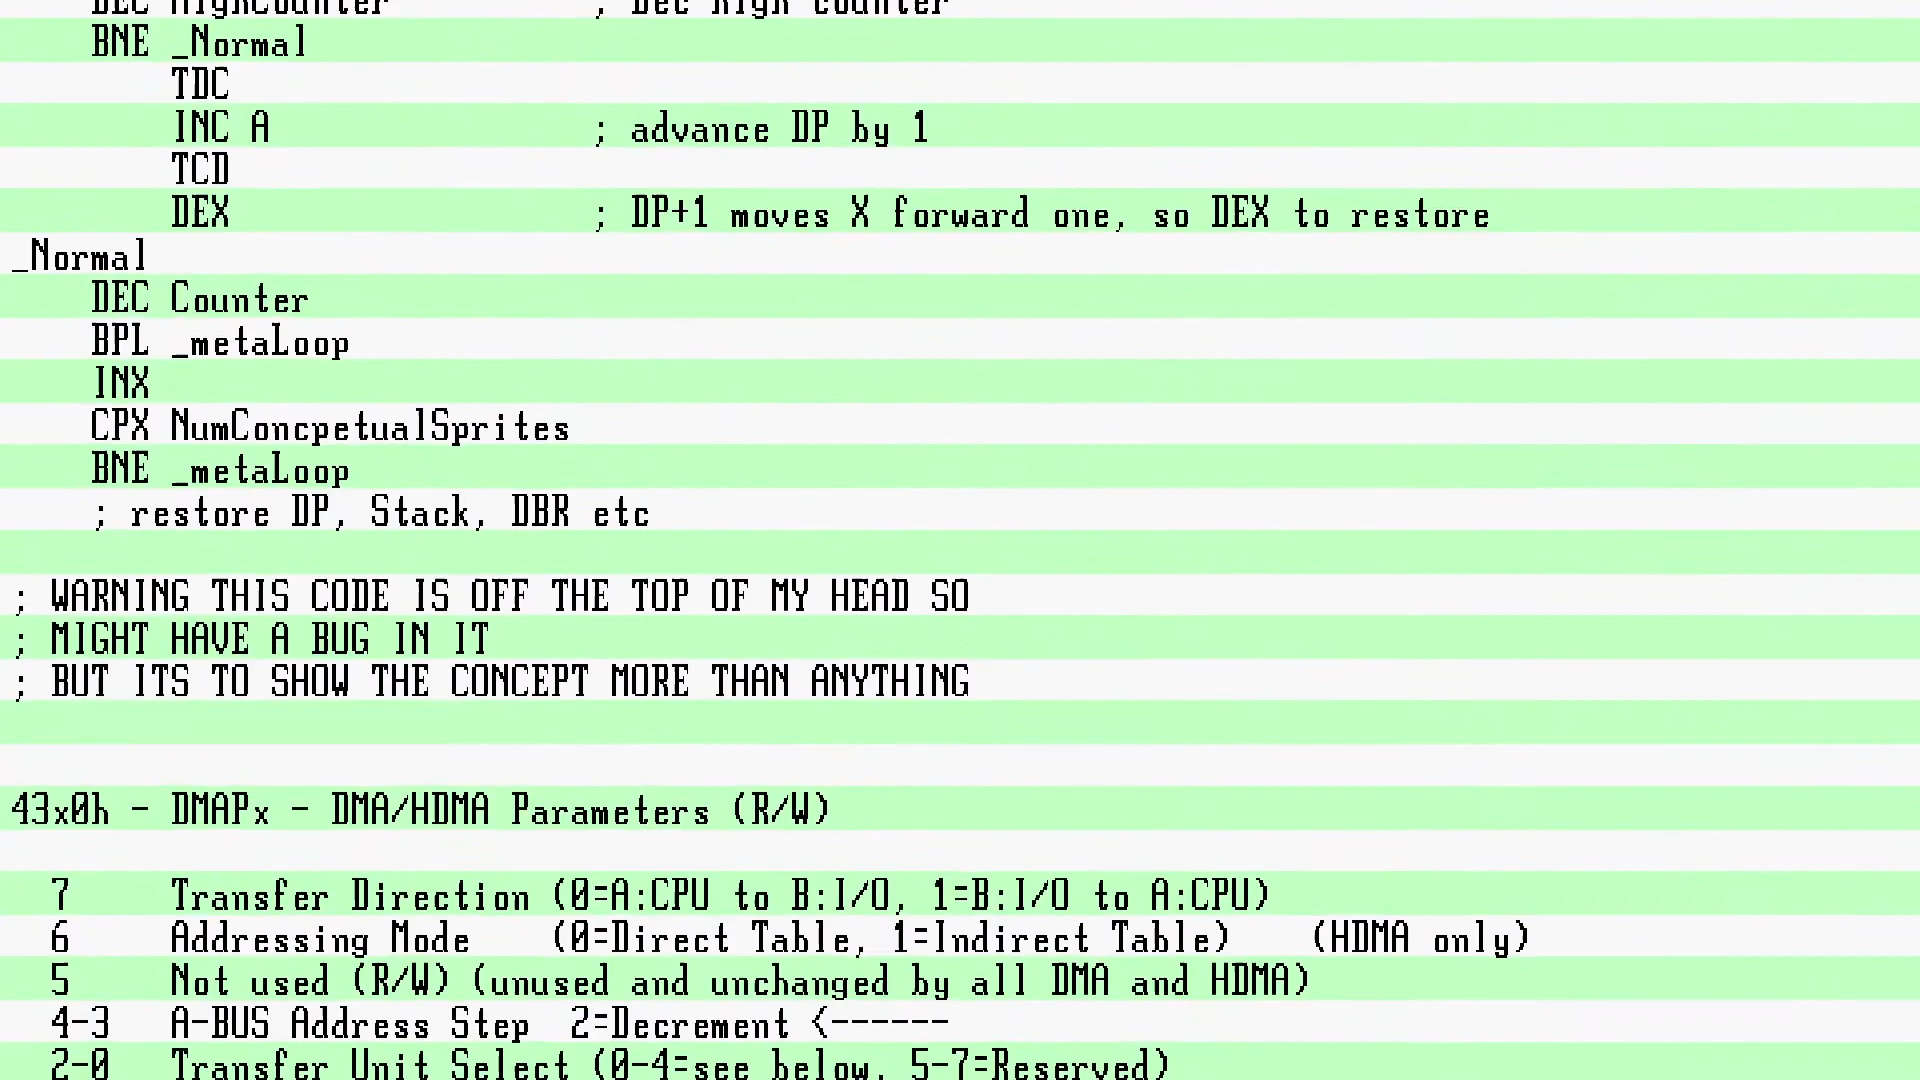 DEC HighCounter ; Dec high counter
BNE _Normal
TDC
INC A ; advance DP by 1
TCD
DEX ; DP+1 moves X forward one, so DEX to restore
_Normal
DEC Counter
BPL _metaLoop
INX
CPX NumConcpetualSprites
BNE _metaLoop
; restore DP, Stack, DBR etc
; WARNING THIS CODE IS OFF THE TOP OF MY HEAD SO
; MIGHT HAVE A BUG IN IT
; BUT ITS TO SHOW THE CONCEPT MORE THAN ANYTHING
43x0h - DMAPx - DMA/HDMA Parameters (R/W)
7 Transfer Direction (0=A:CPU to B:I/O, 1=B:I/O to A:CPU)
6 Addressing Mode (0=Direct Table, 1=Indirect Table) (HDMA only)
5 Not used (R/W) (unused and unchanged by all DMA and HDMA)
4-3 A-BUS Address Step 2=Decrement <------
2-0 Transfer Unit Select (0-4=see below, 5-7=Reserved)